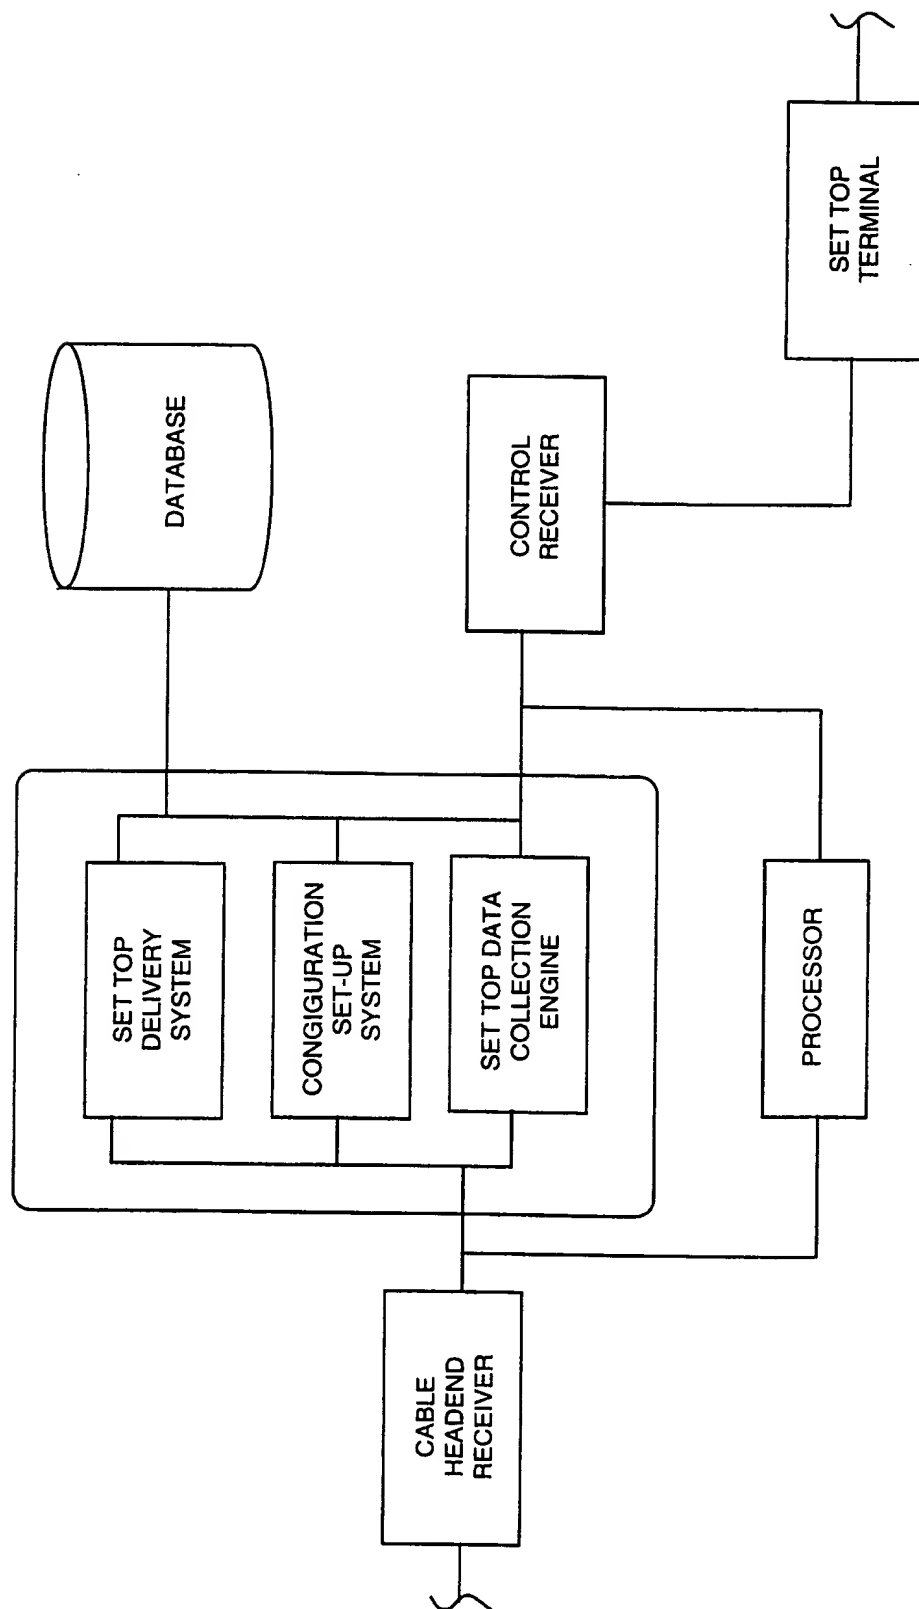 CABLE
HEADEND
RECEIVER
SET TOP
DELIVERY
SYSTEM
CONGIGURATION
SET-UP
SYSTEM
SET TOP DATA
COLLECTION
ENGINE
PROCESSOR
DATABASE
CONTROL
RECEIVER
SET TOP
TERMINAL